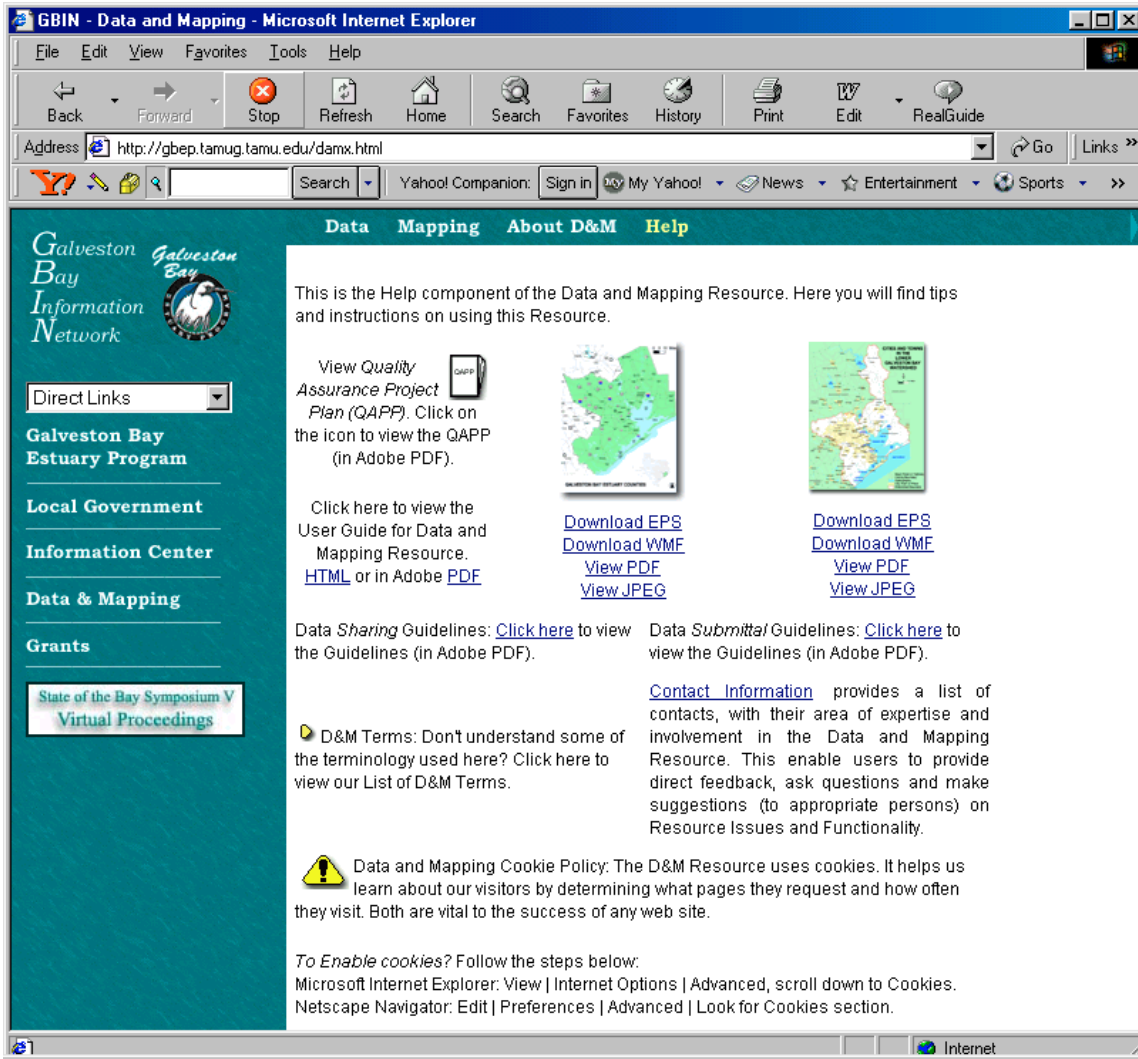 GBIN - Data and Mapping - Microsoft Internet Explorer
File Edit View Favorites Tools Help
Back Forward Stop Refresh Home Search Favorites History Print Edit RealGuide
Address http://gbep.tamug.tamu.edu/damx.html Go Links »
Y! Search Yahoo! Companion: Sign in My My Yahoo! News Entertainment Sports »
Data Mapping About D&M Help
Galveston
Bay
Information
Network
Galveston
Bay
Direct Links
Galveston Bay
Estuary Program
Local Government
Information Center
Data & Mapping
Grants
State of the Bay Symposium V
Virtual Proceedings
This is the Help component of the Data and Mapping Resource. Here you will find tips
and instructions on using this Resource.
View Quality
Assurance Project
Plan (QAPP). Click on
the icon to view the QAPP
(in Adobe PDF).
QAPP
Click here to view the
User Guide for Data and
Mapping Resource.
HTML or in Adobe PDF
GALVESTON BAY ESTUARY COUNTIES
Download EPS
Download WMF
View PDF
View JPEG
CITIES AND TOWNS
IN THE
LOWER
GALVESTON BAY
WATERSHED
Download EPS
Download WMF
View PDF
View JPEG
Data Sharing Guidelines: Click here to view
the Guidelines (in Adobe PDF).
Data Submittal Guidelines: Click here to
view the Guidelines (in Adobe PDF).
D&M Terms: Don't understand some of
the terminology used here? Click here to
view our List of D&M Terms.
Contact Information provides a list of
contacts, with their area of expertise and
involvement in the Data and Mapping
Resource. This enable users to provide
direct feedback, ask questions and make
suggestions (to appropriate persons) on
Resource Issues and Functionality.
Data and Mapping Cookie Policy: The D&M Resource uses cookies. It helps us
learn about our visitors by determining what pages they request and how often
they visit. Both are vital to the success of any web site.
To Enable cookies? Follow the steps below:
Microsoft Internet Explorer: View | Internet Options | Advanced, scroll down to Cookies.
Netscape Navigator: Edit | Preferences | Advanced | Look for Cookies section.
Internet